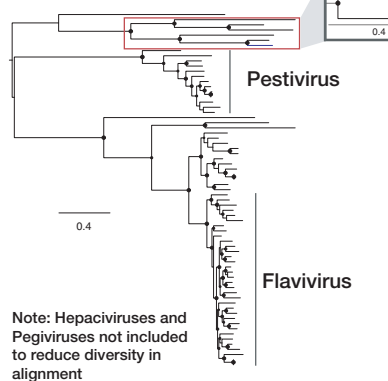 0.4
Pestivirus
0.4
Flavivirus
Note: Hepaciviruses and
Pegiviruses not included
to reduce diversity in
alignment